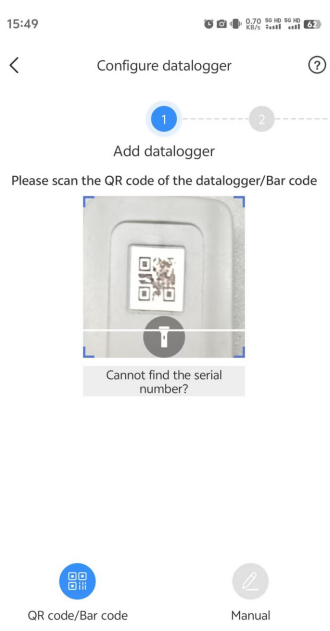 15:49
0.70 KB/s 5G HD 5G HD 62
Configure datalogger
?
1
2
Add datalogger
Please scan the QR code of the datalogger/Bar code
Cannot find the serial
number?
QR code/Bar code
Manual